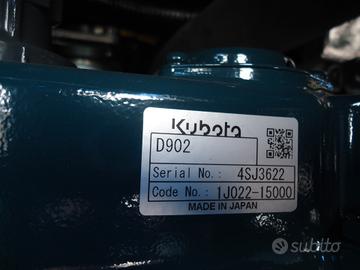 Kubota
D902
Serial No.: 4SJ3622
Code No.: 1J022-15000
MADE IN JAPAN
subito